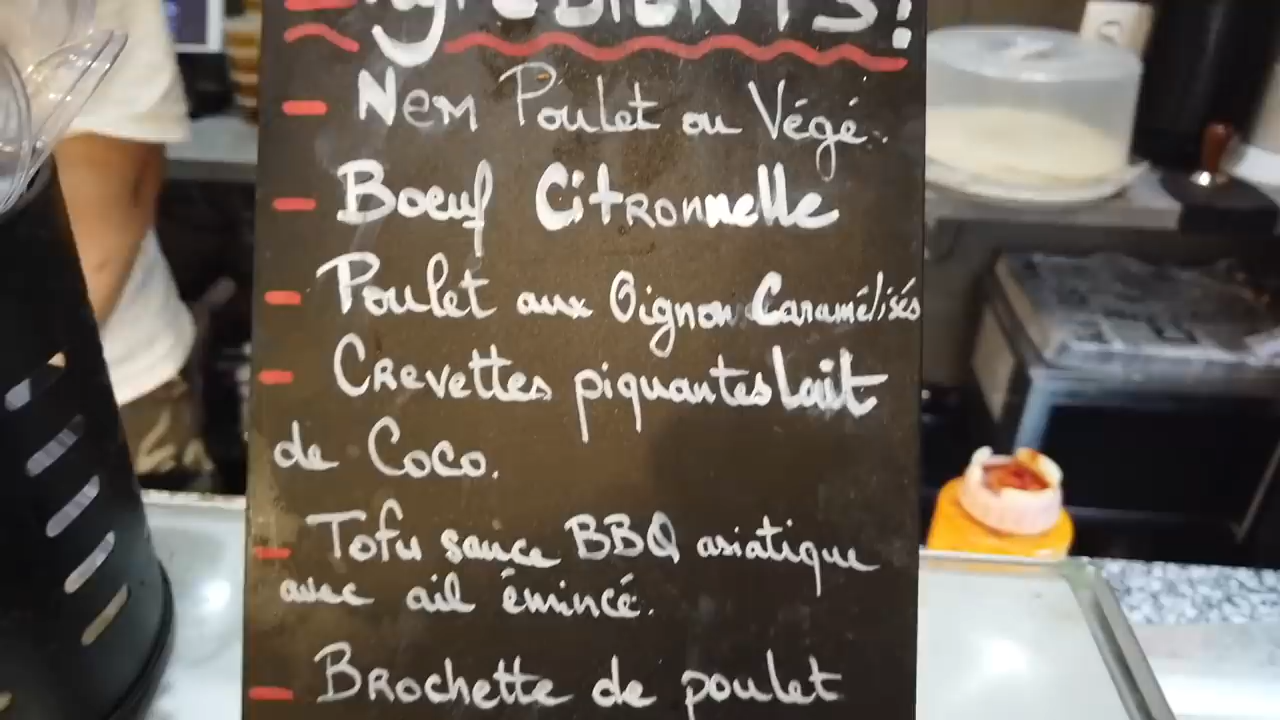 IngREDIENTS!
- Nem Poulet ou Végé.
- Boeuf Citronnelle
- Poulet aux Oignon Caramélisés
- Crevettes piquantes lait
de Coco.
- Tofu sauce BBQ asiatique
avec ail émincé.
- Brochette de poulet